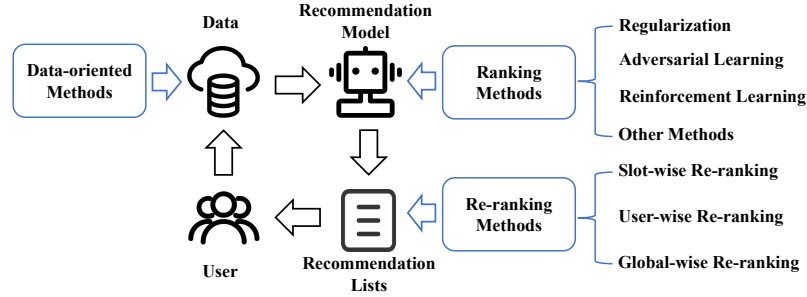 Data
Recommendation
Model
Data-oriented
Methods
Ranking
Methods
Regularization
Adversarial Learning
Reinforcement Learning
Other Methods
User
Recommendation
Lists
Re-ranking
Methods
Slot-wise Re-ranking
User-wise Re-ranking
Global-wise Re-ranking